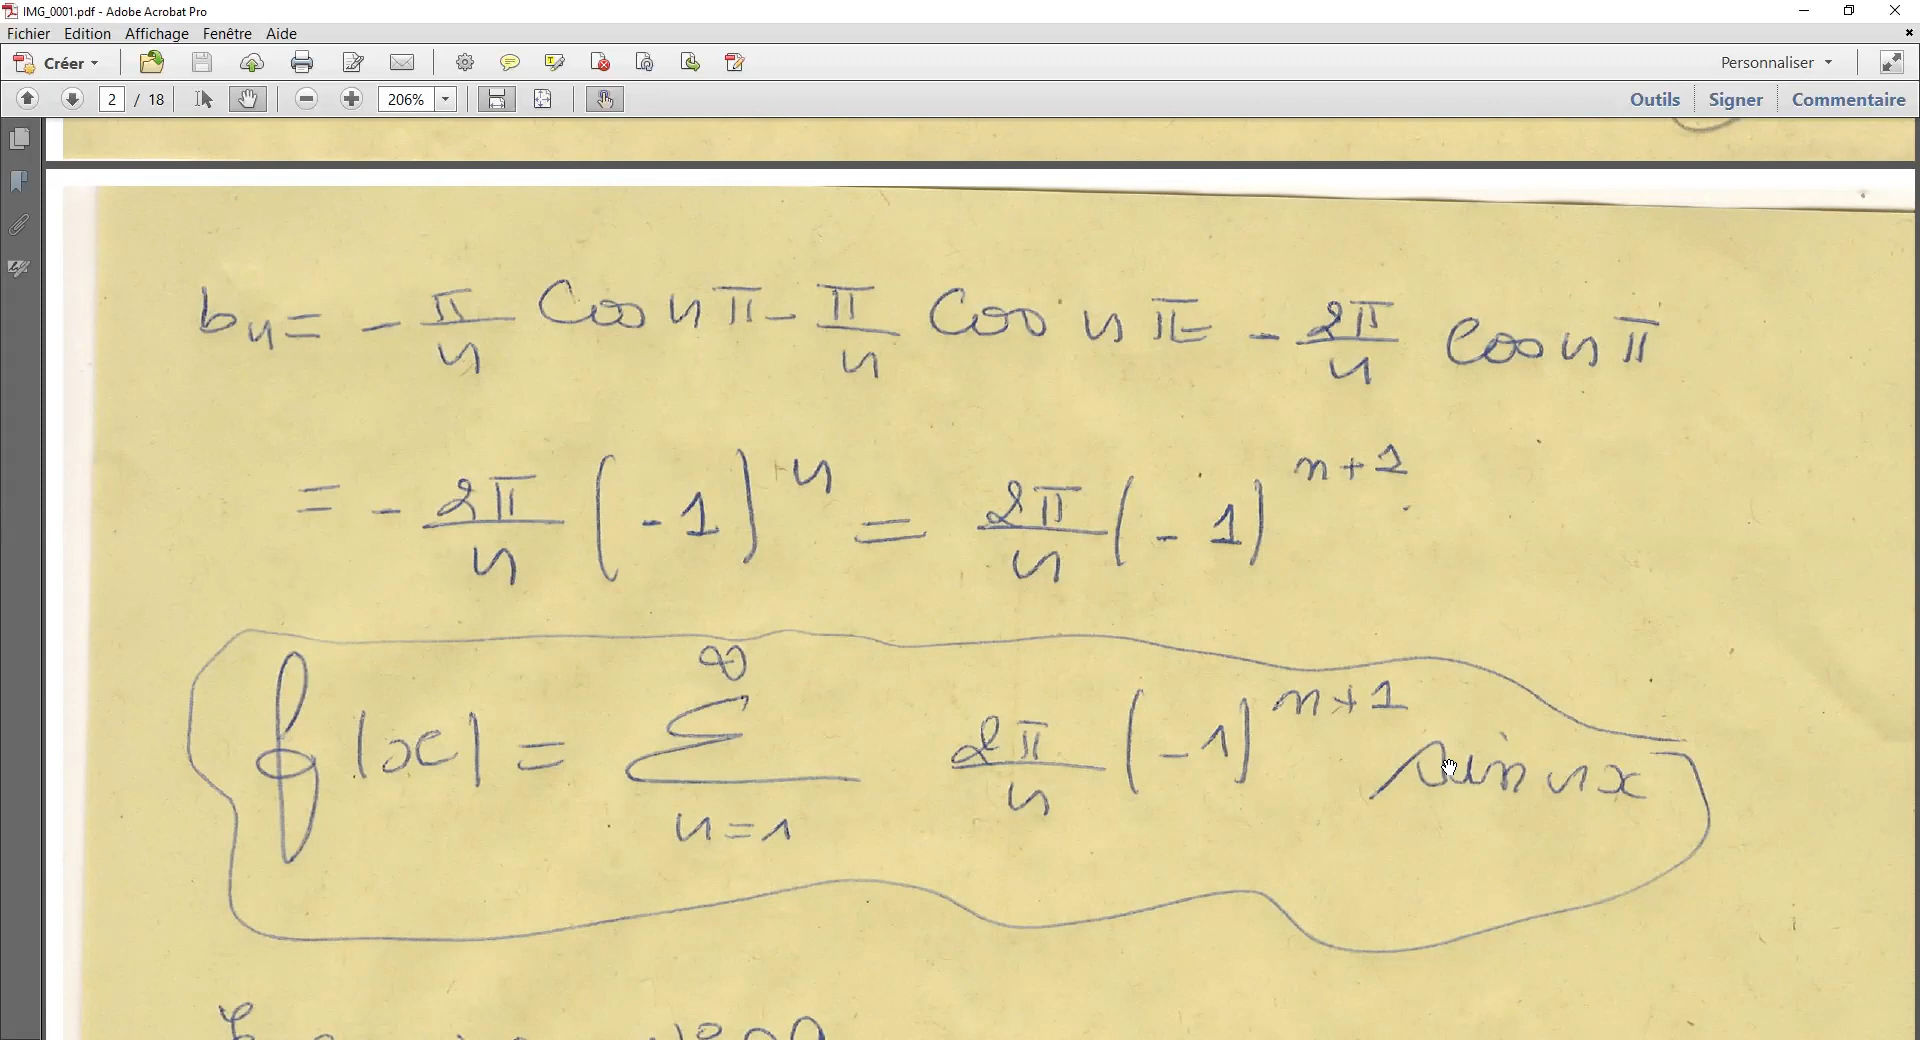 IMG_0001.pdf - Adobe Acrobat Pro
Fichier Edition Affichage Fenêtre Aide
Créer Personnaliser
2 / 18 206% Outils Signer Commentaire
bn = - π/n Cos nπ - π/n Cos nπ - 2π/n Cos nπ
= - 2π/n (-1)^n = 2π/n (-1)^(n+1)
f(x) = ∑_{n=1}^{∞} 2π/n (-1)^(n+1) sin nx